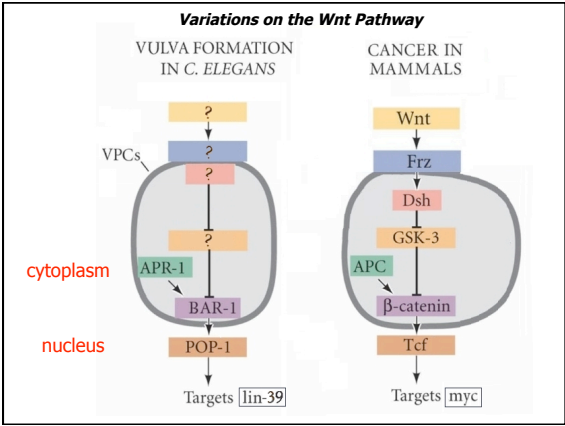 Variations on the Wnt Pathway
VULVA FORMATION
IN C. ELEGANS
?
VPCs
?
?
?
APR-1
BAR-1
POP-1
Targets lin-39
CANCER IN
MAMMALS
Wnt
Frz
Dsh
GSK-3
APC
β-catenin
Tcf
Targets myc
cytoplasm
nucleus